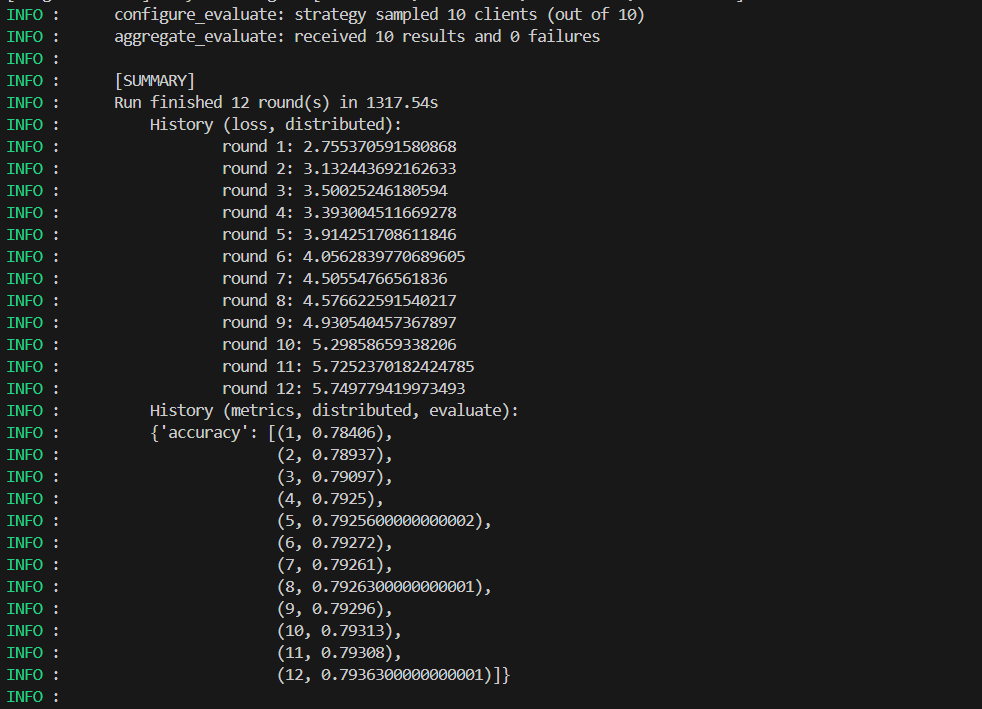 INFO : configure_evaluate: strategy sampled 10 clients (out of 10)
INFO : aggregate_evaluate: received 10 results and 0 failures
INFO :
INFO : [SUMMARY]
INFO : Run finished 12 round(s) in 1317.54s
INFO : History (loss, distributed):
INFO : round 1: 2.755370591580868
INFO : round 2: 3.132443692162633
INFO : round 3: 3.50025246180594
INFO : round 4: 3.393004511669278
INFO : round 5: 3.914251708611846
INFO : round 6: 4.0562839770689605
INFO : round 7: 4.50554766561836
INFO : round 8: 4.576622591540217
INFO : round 9: 4.930540457367897
INFO : round 10: 5.29858659338206
INFO : round 11: 5.7252370182424785
INFO : round 12: 5.749779419973493
INFO : History (metrics, distributed, evaluate):
INFO : {'accuracy': [(1, 0.78406),
INFO : (2, 0.78937),
INFO : (3, 0.79097),
INFO : (4, 0.7925),
INFO : (5, 0.7925600000000002),
INFO : (6, 0.79272),
INFO : (7, 0.79261),
INFO : (8, 0.7926300000000001),
INFO : (9, 0.79296),
INFO : (10, 0.79313),
INFO : (11, 0.79308),
INFO : (12, 0.7936300000000001)]}
INFO :